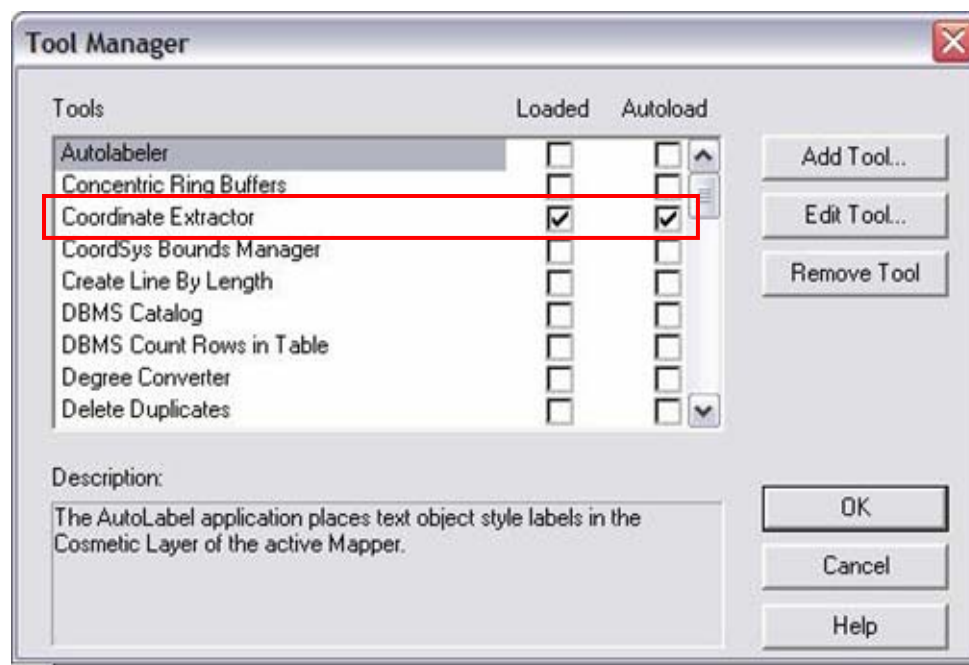 Tool Manager
Tools Loaded Autoload
Autolabeler
Concentric Ring Buffers
Coordinate Extractor
CoordSys Bounds Manager
Create Line By Length
DBMS Catalog
DBMS Count Rows in Table
Degree Converter
Delete Duplicates
Add Tool...
Edit Tool...
Remove Tool
Description:
The AutoLabel application places text object style labels in the
Cosmetic Layer of the active Mapper.
OK
Cancel
Help